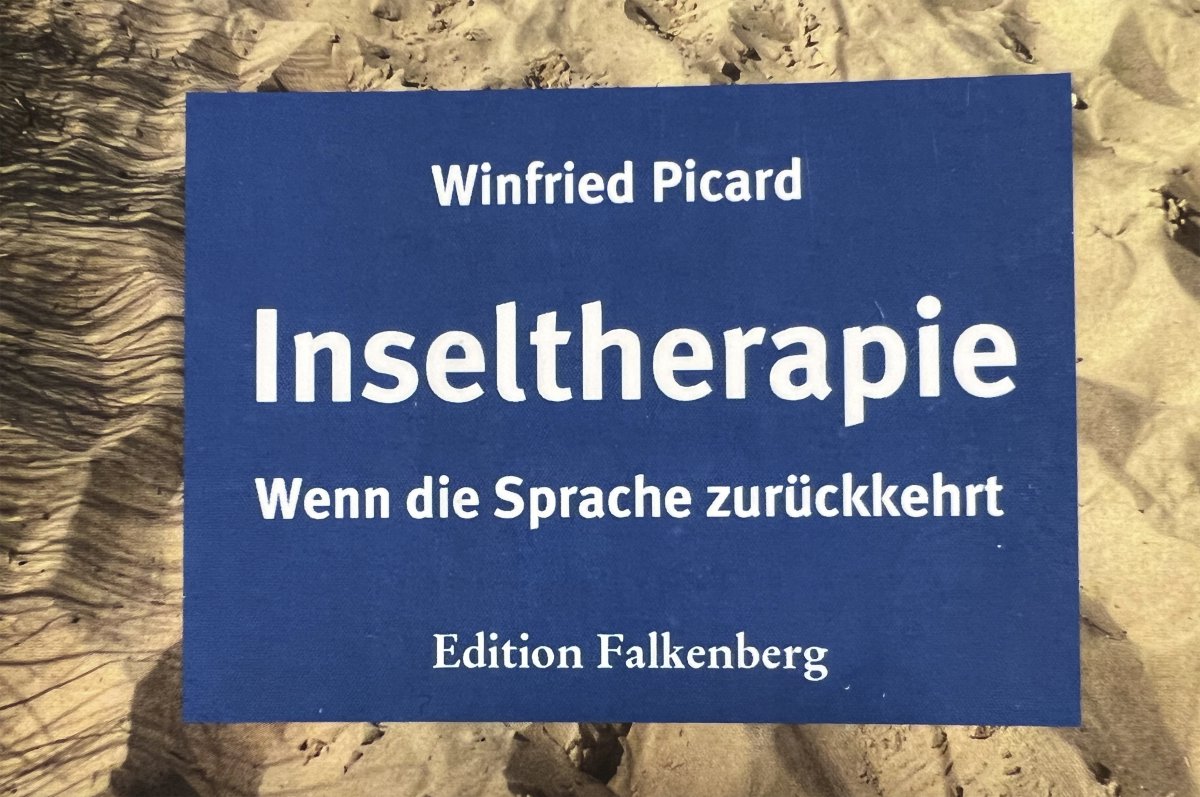 Winfried Picard
Inseltherapie
Wenn die Sprache zurückkehrt
Edition Falkenberg